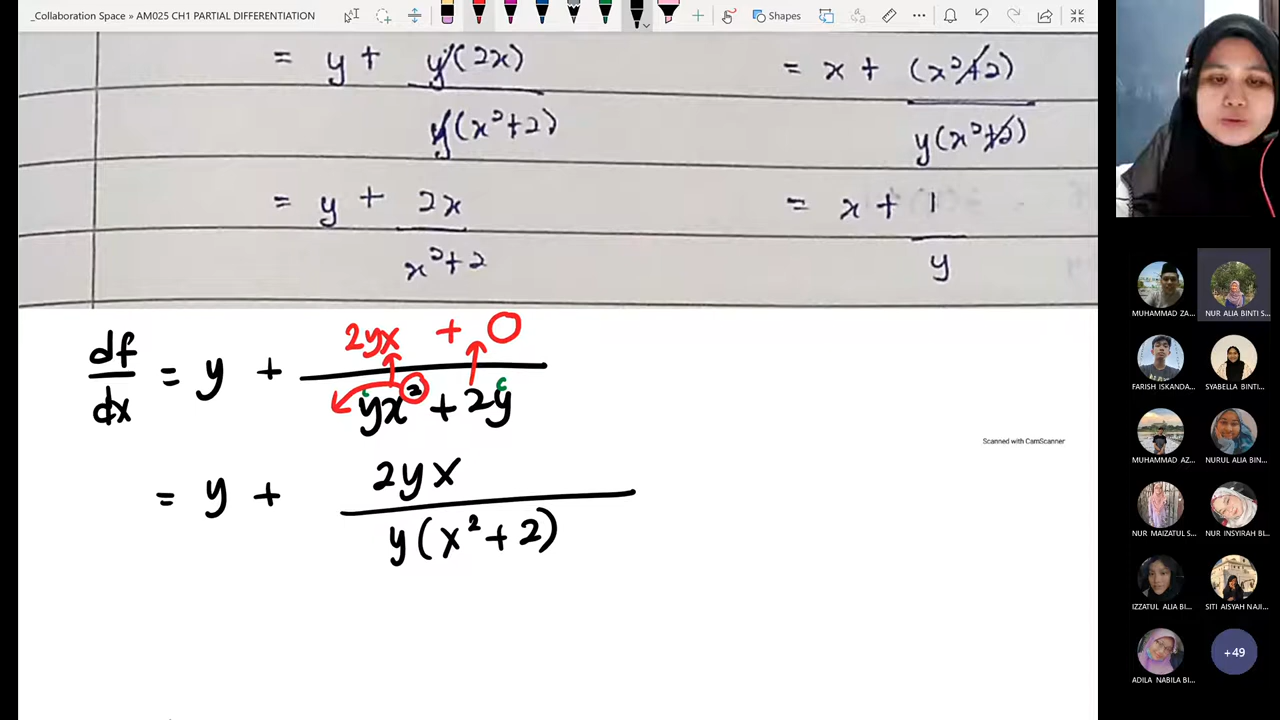 _Collaboration Space » AM025 CH1 PARTIAL DIFFERENTIATION
Shapes
= y + y(2x) / y(x²+2)
= x + (x²+2) / y(x²+2)
= y + 2x / x²+2
= x + 1 / y
df/dx = y + 2yx + 0 / yx² + 2y
c c
Scanned with CamScanner
= y + 2yx / y(x² + 2)
MUHAMMAD ZA...
NUR ALIA BINTI S...
FARISH ISKANDA...
SYABELLA BINTI...
MUHAMMAD AZ...
NURUL ALIA BIN...
NUR MAIZATUL S...
NUR INSYIRAH BI...
IZZATUL ALIA BI...
SITI AISYAH NAJI...
ADILA NABILA BI...
+49